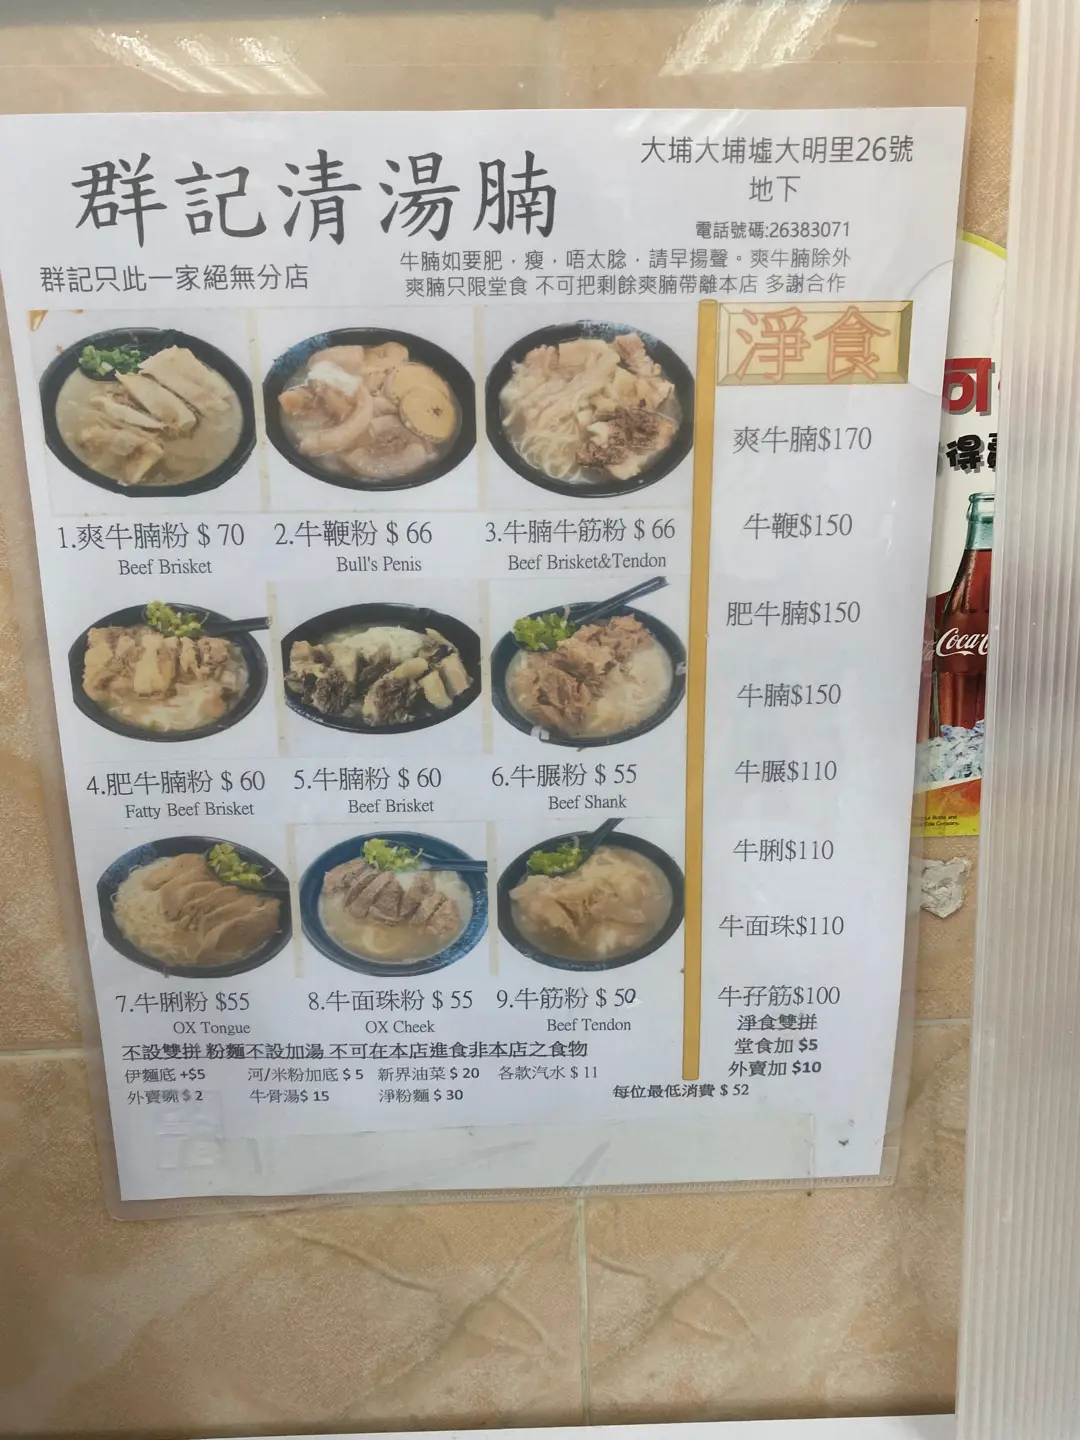 群記清湯腩
大埔大埔墟大明里26號
地下
電話號碼:26383071
群記只此一家絕無分店
牛腩如要肥，瘦，唔太腍，請早揚聲。爽牛腩除外
爽腩只限堂食 不可把剩餘爽腩帶離本店 多謝合作
1.爽牛腩粉 $ 70
Beef Brisket
2.牛鞭粉 $ 66
Bull's Penis
3.牛腩牛筋粉 $ 66
Beef Brisket&Tendon
4.肥牛腩粉 $ 60
Fatty Beef Brisket
5.牛腩粉 $ 60
Beef Brisket
6.牛𦟌粉 $ 55
Beef Shank
7.牛脷粉 $55
OX Tongue
8.牛面珠粉 $ 55
OX Cheek
9.牛筋粉 $ 50
Beef Tendon
不設雙拼 粉麵不設加湯 不可在本店進食非本店之食物
伊麵底 +$5
河/米粉加底 $ 5
新界油菜 $ 20
各款汽水 $ 11
外賣碗 $ 2
牛骨湯$ 15
淨粉麵 $ 30
每位最低消費 $ 52
淨食
爽牛腩$170
牛鞭$150
肥牛腩$150
牛腩$150
牛𦟌$110
牛脷$110
牛面珠$110
牛孖筋$100
淨食雙拼
堂食加 $5
外賣加 $10
可
得
Coca-C